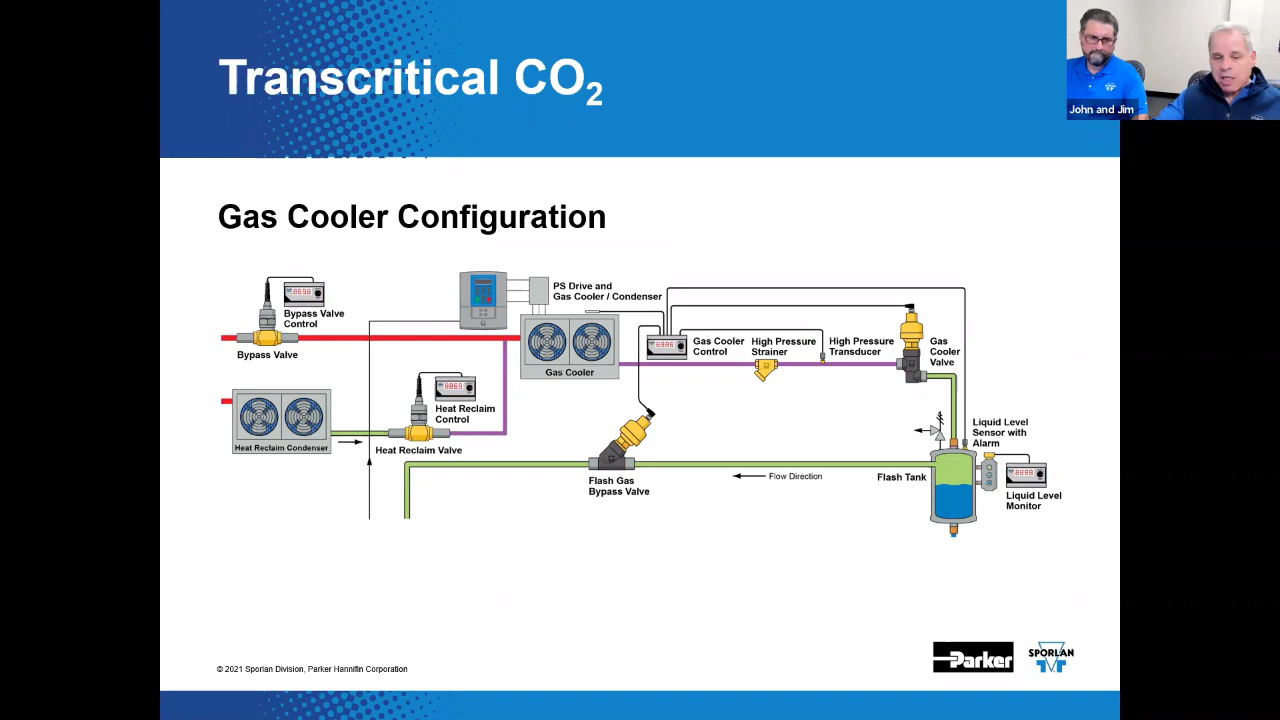 Transcritical CO2
John and Jim
Gas Cooler Configuration
Bypass Valve
Control
Bypass Valve
PS Drive and
Gas Cooler / Condenser
Gas Cooler
Gas Cooler
Control
High Pressure
Strainer
High Pressure
Transducer
Gas
Cooler
Valve
Heat Reclaim
Control
Heat Reclaim Condenser
Heat Reclaim Valve
Flash Gas
Bypass Valve
Flow Direction
Flash Tank
Liquid Level
Sensor with
Alarm
Liquid Level
Monitor
© 2021 Sporlan Division, Parker Hannifin Corporation
Parker
SPORLAN